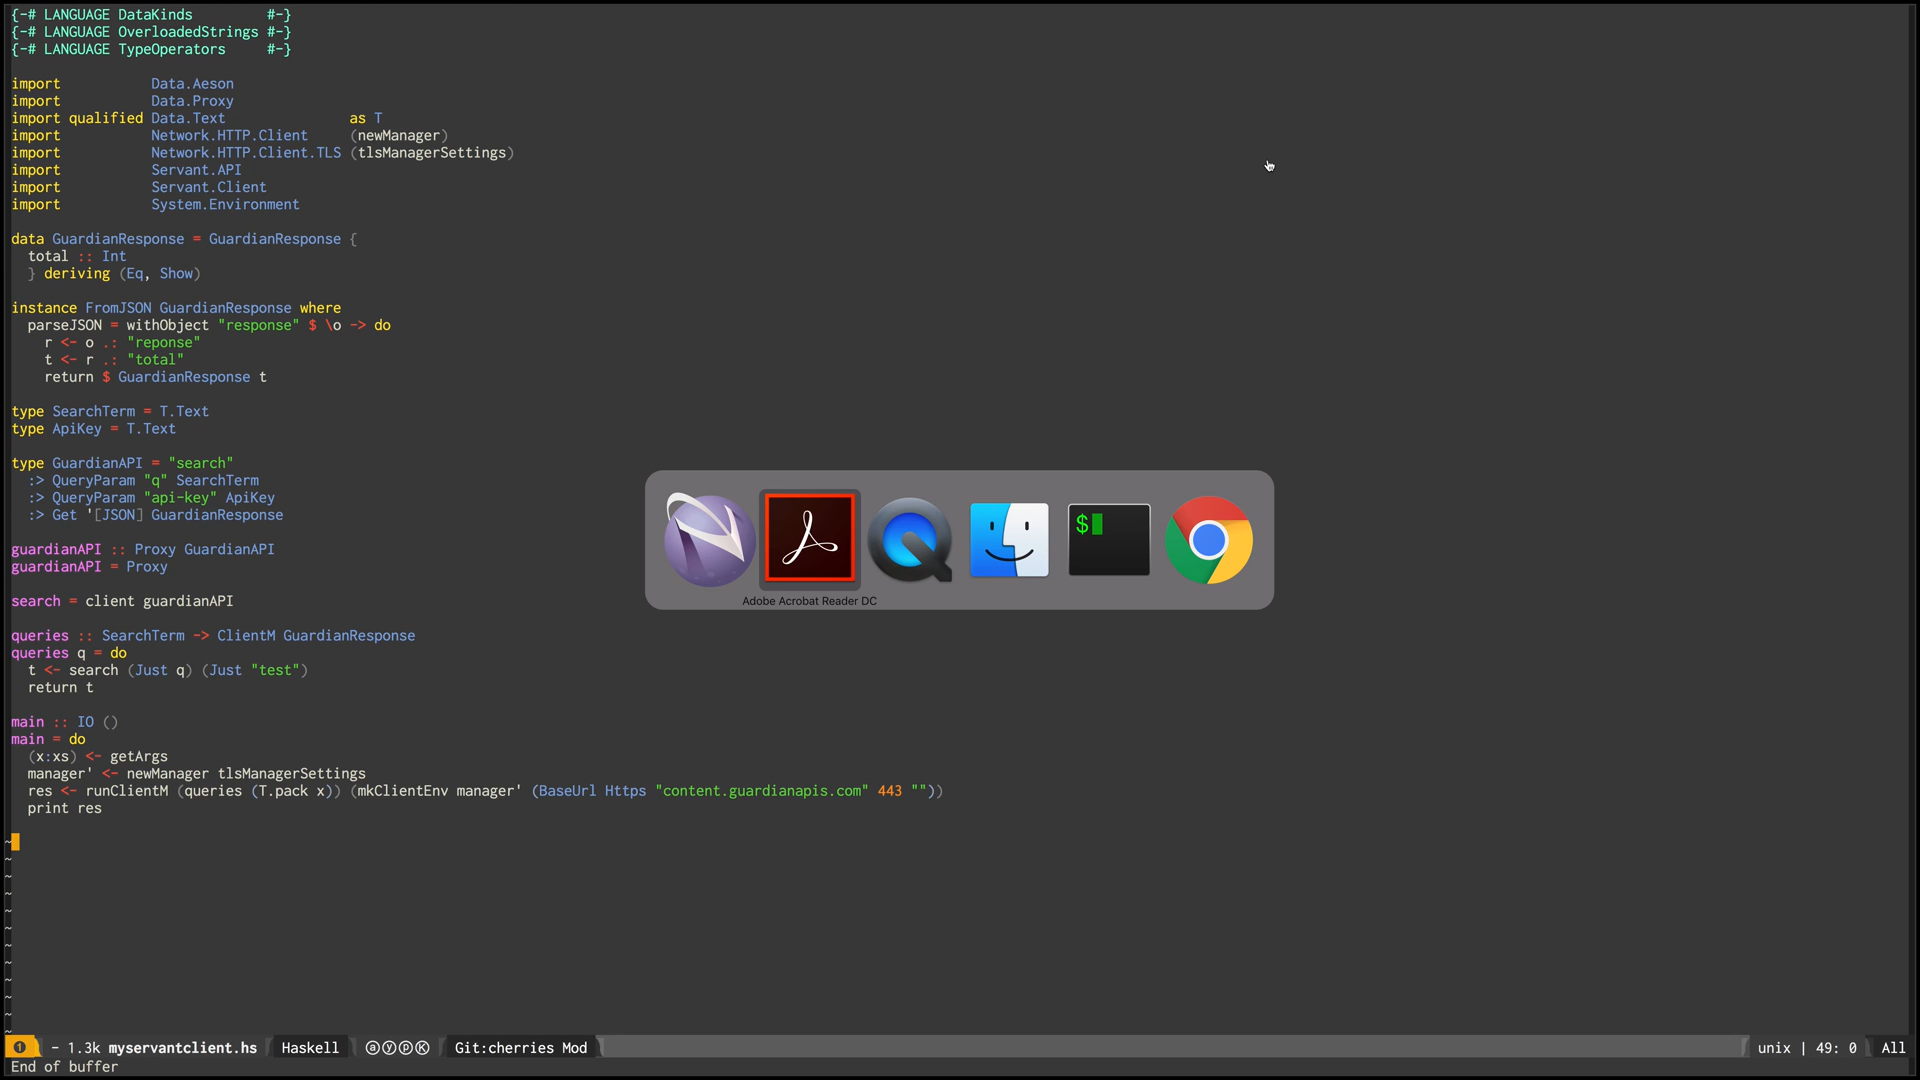 {-# LANGUAGE DataKinds         #-}
{-# LANGUAGE OverloadedStrings #-}
{-# LANGUAGE TypeOperators     #-}

import           Data.Aeson
import           Data.Proxy
import qualified Data.Text               as T
import           Network.HTTP.Client     (newManager)
import           Network.HTTP.Client.TLS (tlsManagerSettings)
import           Servant.API
import           Servant.Client
import           System.Environment

data GuardianResponse = GuardianResponse {
  total :: Int
  } deriving (Eq, Show)

instance FromJSON GuardianResponse where
  parseJSON = withObject "response" $ \o -> do
    r <- o .: "reponse"
    t <- r .: "total"
    return $ GuardianResponse t

type SearchTerm = T.Text
type ApiKey = T.Text

type GuardianAPI = "search"
  :> QueryParam "q" SearchTerm
  :> QueryParam "api-key" ApiKey
  :> Get '[JSON] GuardianResponse

guardianAPI :: Proxy GuardianAPI
guardianAPI = Proxy

search = client guardianAPI

queries :: SearchTerm -> ClientM GuardianResponse
queries q = do
  t <- search (Just q) (Just "test")
  return t

main :: IO ()
main = do
  (x:xs) <- getArgs
  manager' <- newManager tlsManagerSettings
  res <- runClientM (queries (T.pack x)) (mkClientEnv manager' (BaseUrl Https "content.guardianapis.com" 443 ""))
  print res

$
Adobe Acrobat Reader DC
~
~
~
~
~
~
~
~
~
~
~
~
❶ - 1.3k myservantclient.hs Haskell ⓐⓨⓟⓀ Git:cherries Mod unix | 49: 0 All
End of buffer